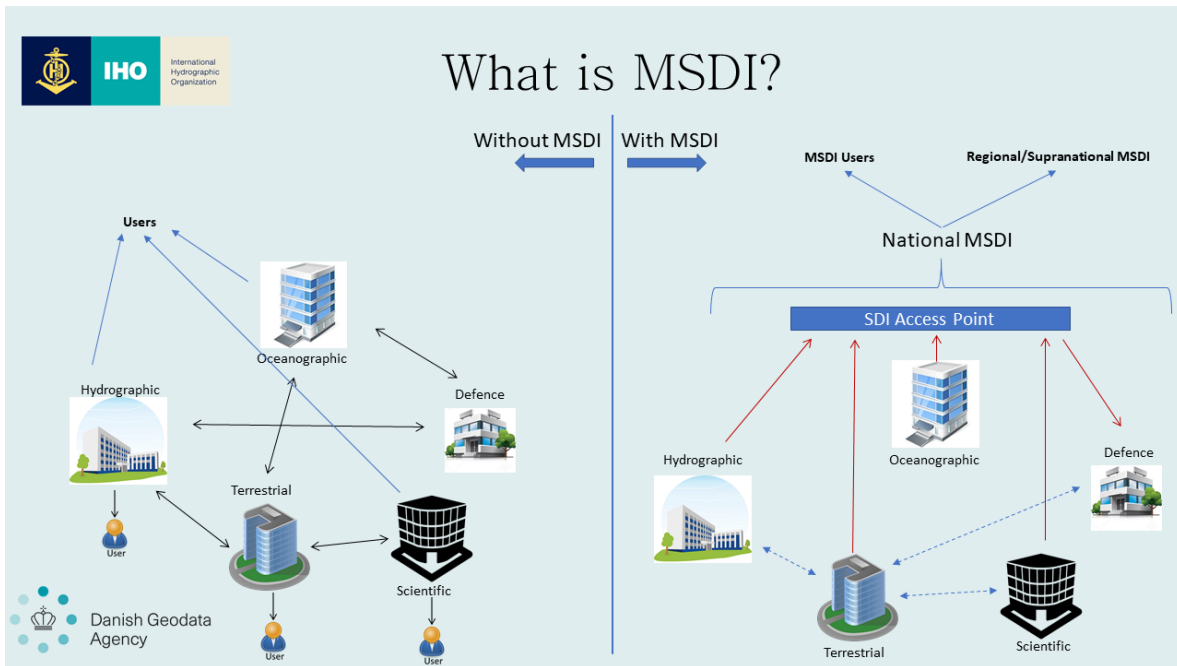 IHO
International
Hydrographic
Organization
What is MSDI?
Without MSDI
With MSDI
Users
Oceanographic
Hydrographic
Defence
Terrestrial
User
Scientific
User
User
Danish Geodata
Agency
MSDI Users
Regional/Supranational MSDI
National MSDI
SDI Access Point
Oceanographic
Hydrographic
Defence
Terrestrial
Scientific